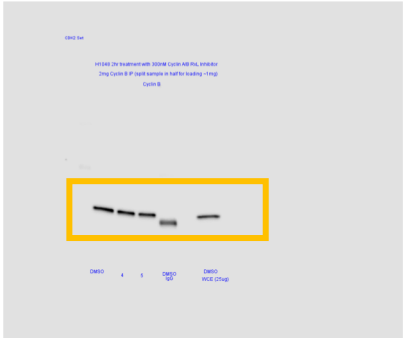 H1048 2hr treatment with 300nM Cyclin A/B RxL Inhibitor
2mg Cyclin B IP (split sample in half for loading ~1mg)
Cyclin B
DMSO 4 5 DMSO IgG DMSO WCE (25ug)